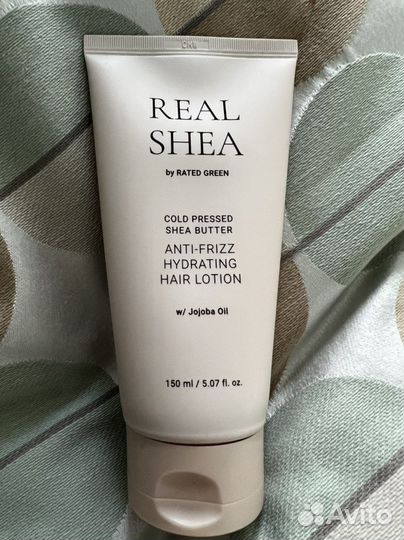 REAL
SHEA
by RATED GREEN
COLD PRESSED
SHEA BUTTER
ANTI-FRIZZ
HYDRATING
HAIR LOTION
w/ Jojoba Oil
150 ml / 5.07 fl. oz.
Avito